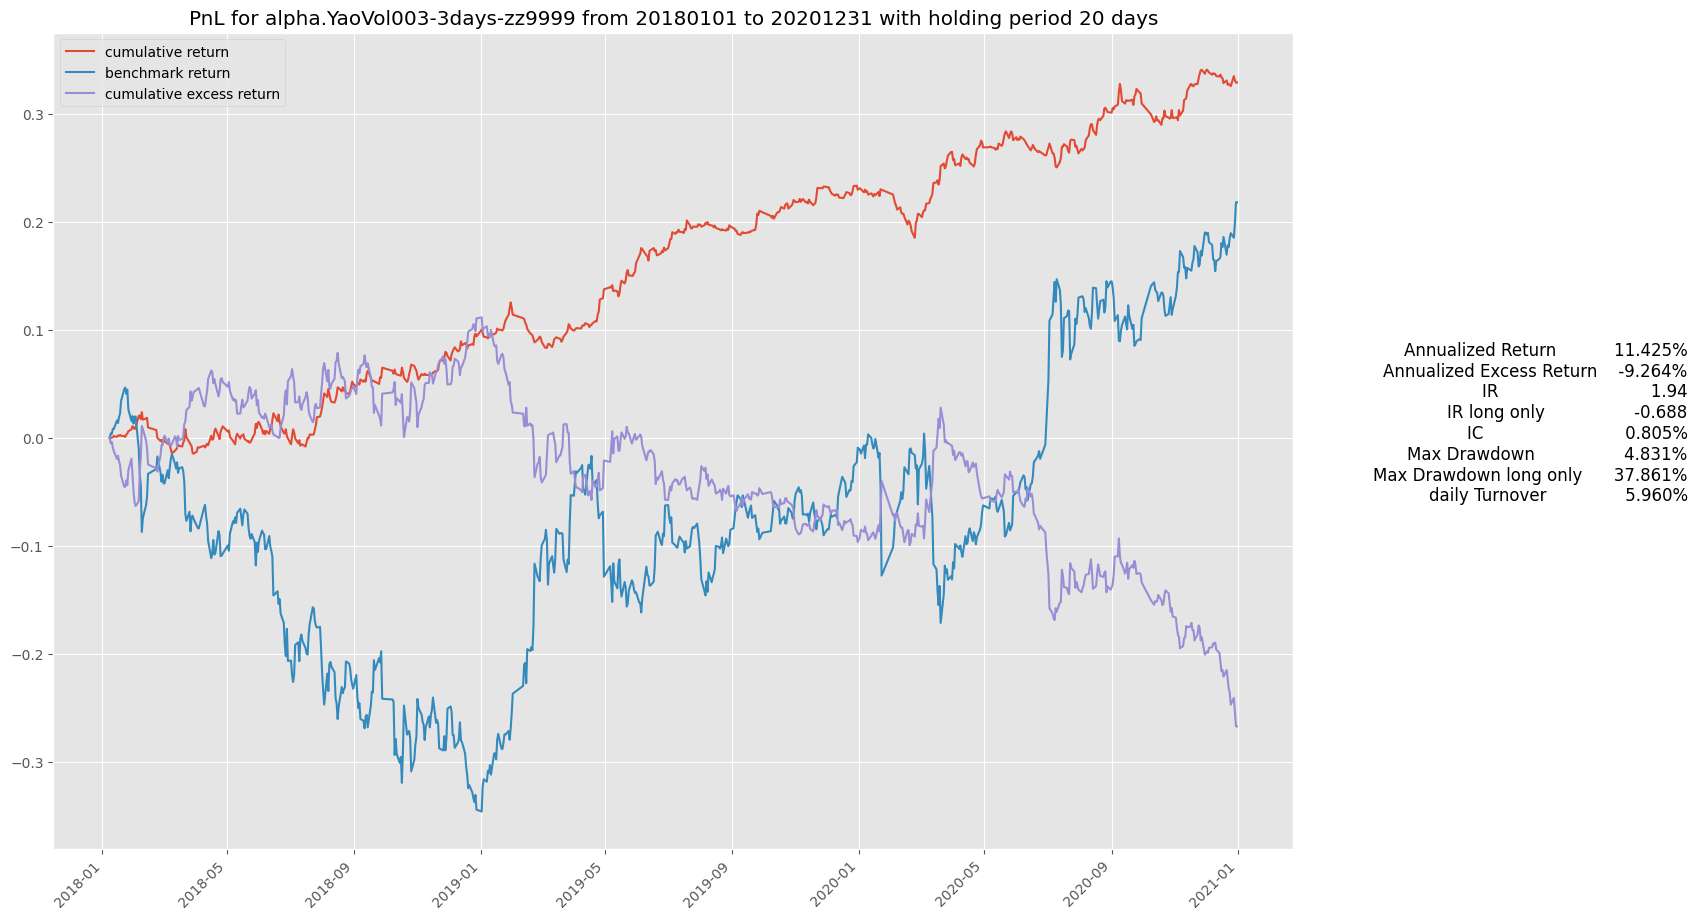 PnL for alpha.YaoVol003-3days-zz9999 from 20180101 to 20201231 with holding period 20 days
cumulative return
benchmark return
cumulative excess return
0.3
0.2
0.1
0.0
−0.1
−0.2
−0.3
2018-01
2018-05
2018-09
2019-01
2019-05
2019-09
2020-01
2020-05
2020-09
2021-01
Annualized Return 11.425%
Annualized Excess Return -9.264%
IR 1.94
IR long only -0.688
IC 0.805%
Max Drawdown 4.831%
Max Drawdown long only 37.861%
daily Turnover 5.960%